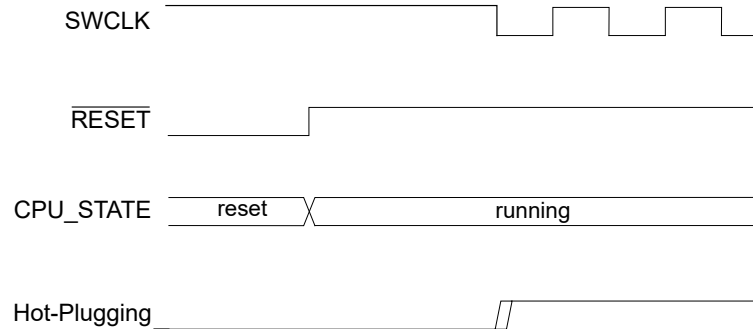 SWCLK
RESET
CPU_STATE reset running
Hot-Plugging